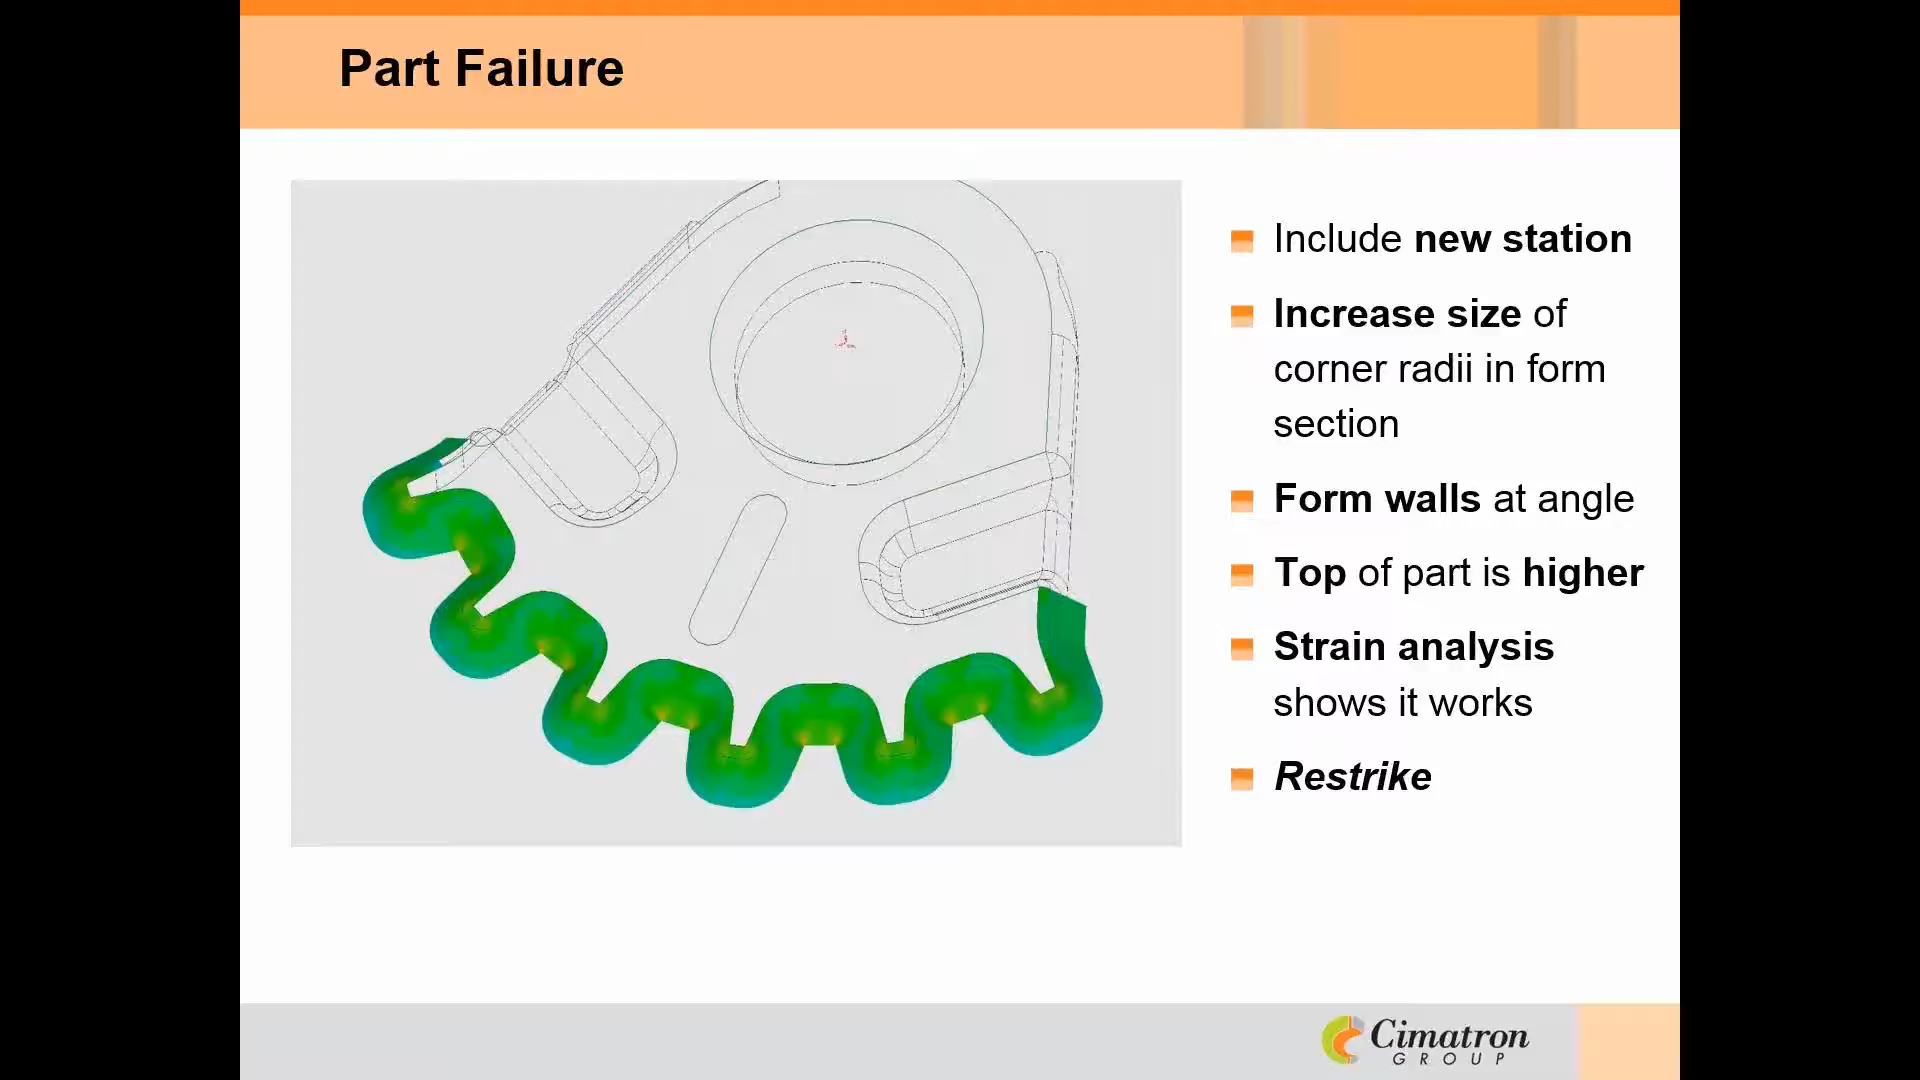 Part Failure
Include new station
Increase size of
corner radii in form
section
Form walls at angle
Top of part is higher
Strain analysis
shows it works
Restrike
Cimatron
GROUP